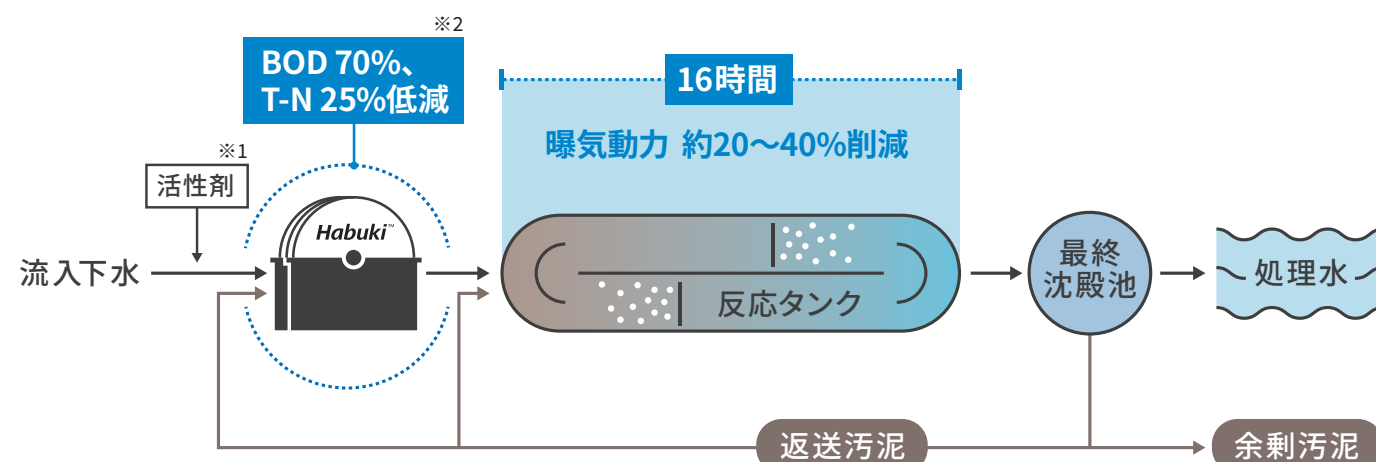 ※2
BOD 70%、
T-N 25%低減
16時間
曝気動力 約20〜40%削減
※1
活性剤
Habuki™
流入下水
反応タンク
最終
沈殿池
処理水
返送汚泥
余剰汚泥